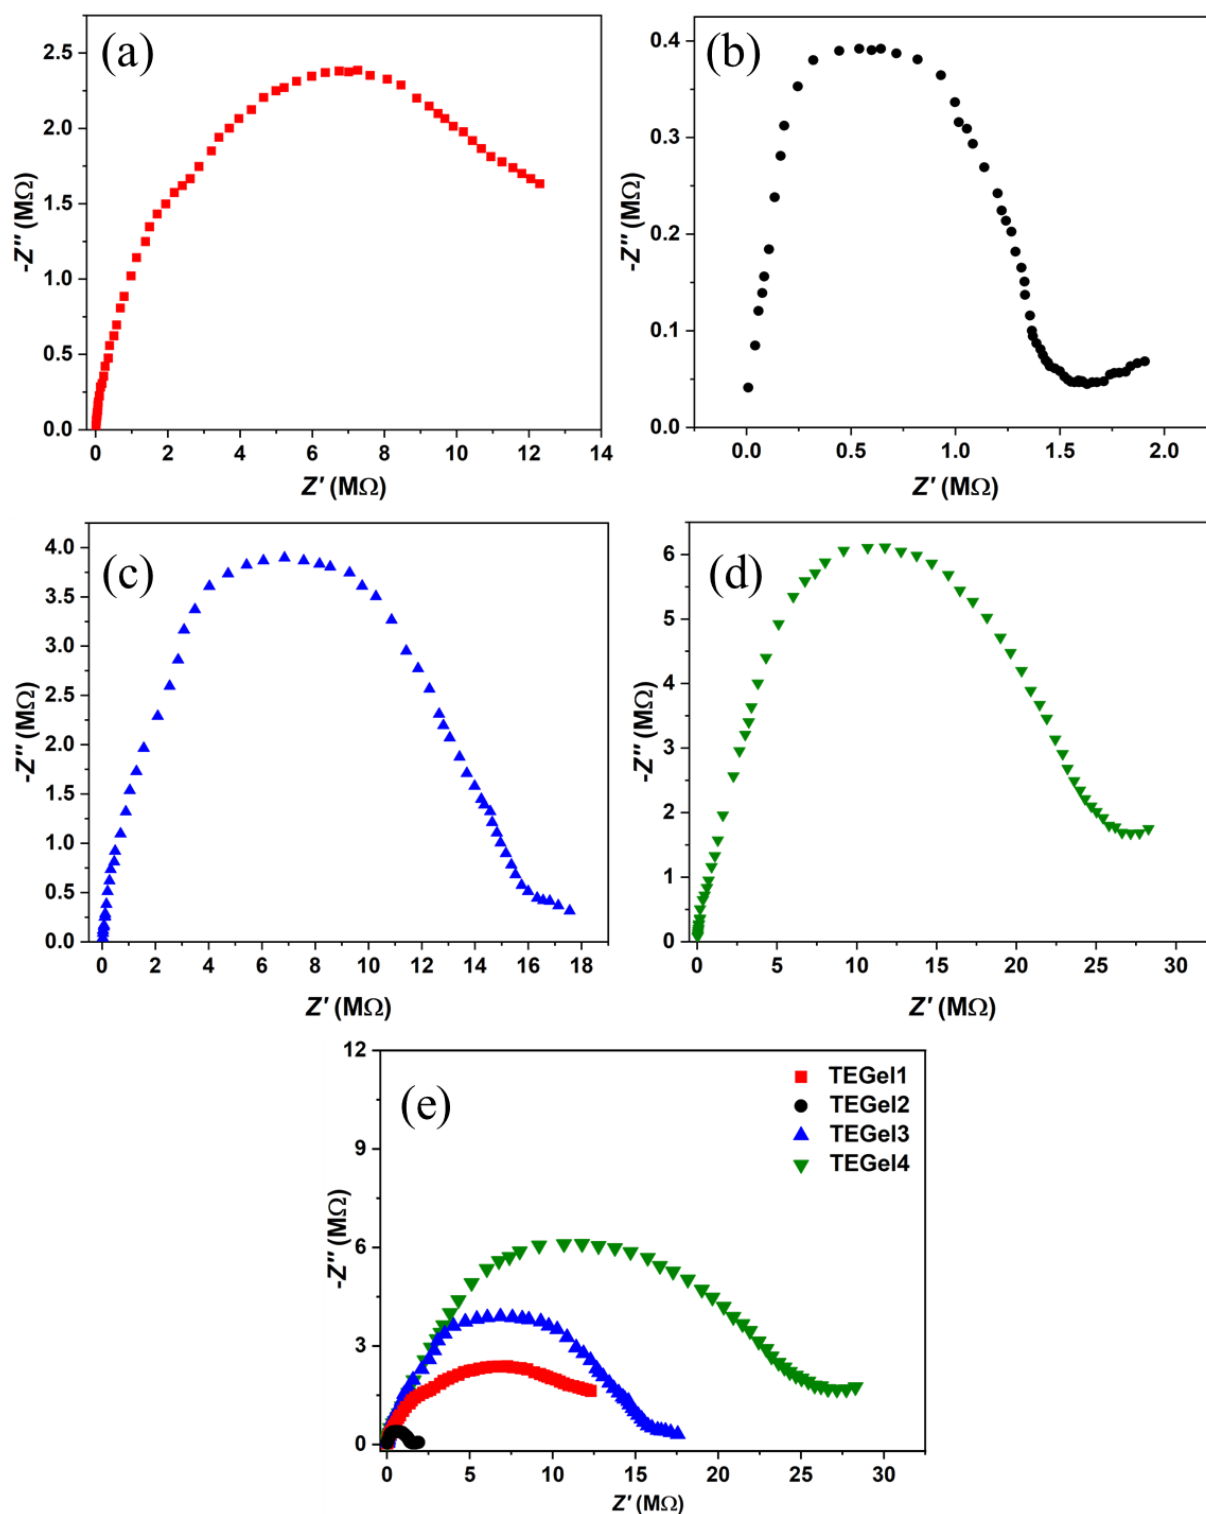 (a)
2.5
2.0
1.5
1.0
0.5
0.0
-Z'' (MΩ)
0 2 4 6 8 10 12 14
Z' (MΩ)
(b)
0.4
0.3
0.2
0.1
0.0
-Z'' (MΩ)
0.0 0.5 1.0 1.5 2.0
Z' (MΩ)
(c)
4.0
3.5
3.0
2.5
2.0
1.5
1.0
0.5
0.0
-Z'' (MΩ)
0 2 4 6 8 10 12 14 16 18
Z' (MΩ)
(d)
6
5
4
3
2
1
0
-Z'' (MΩ)
0 5 10 15 20 25 30
Z' (MΩ)
(e)
12
9
6
3
0
-Z'' (MΩ)
TEGel1
TEGel2
TEGel3
TEGel4
0 5 10 15 20 25 30
Z' (MΩ)